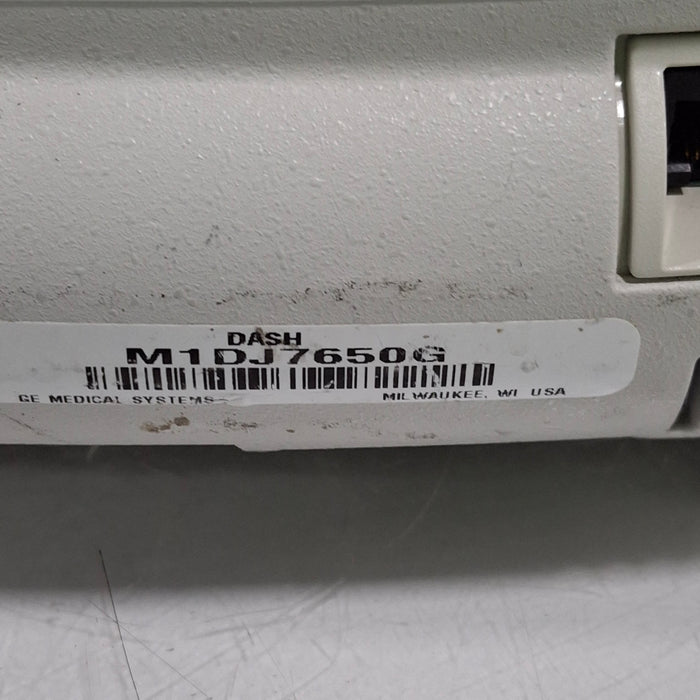 DASH
M1DJ7650G
GE MEDICAL SYSTEMS
MILWAUKEE, WI USA